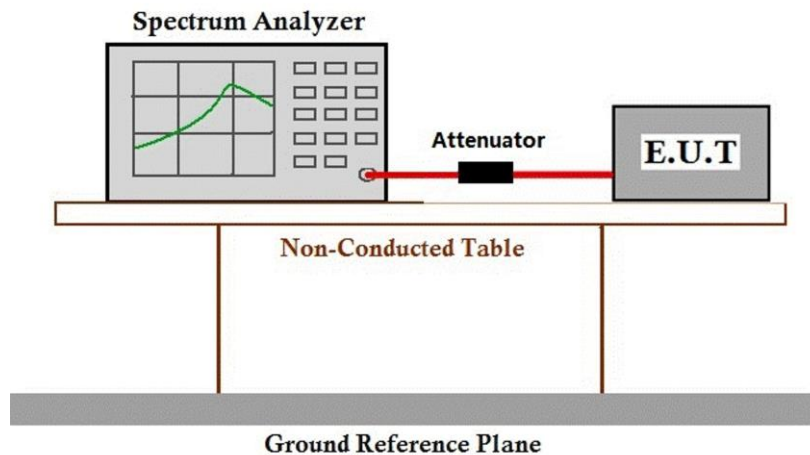 Spectrum Analyzer
Attenuator
E.U.T
Non-Conducted Table
Ground Reference Plane